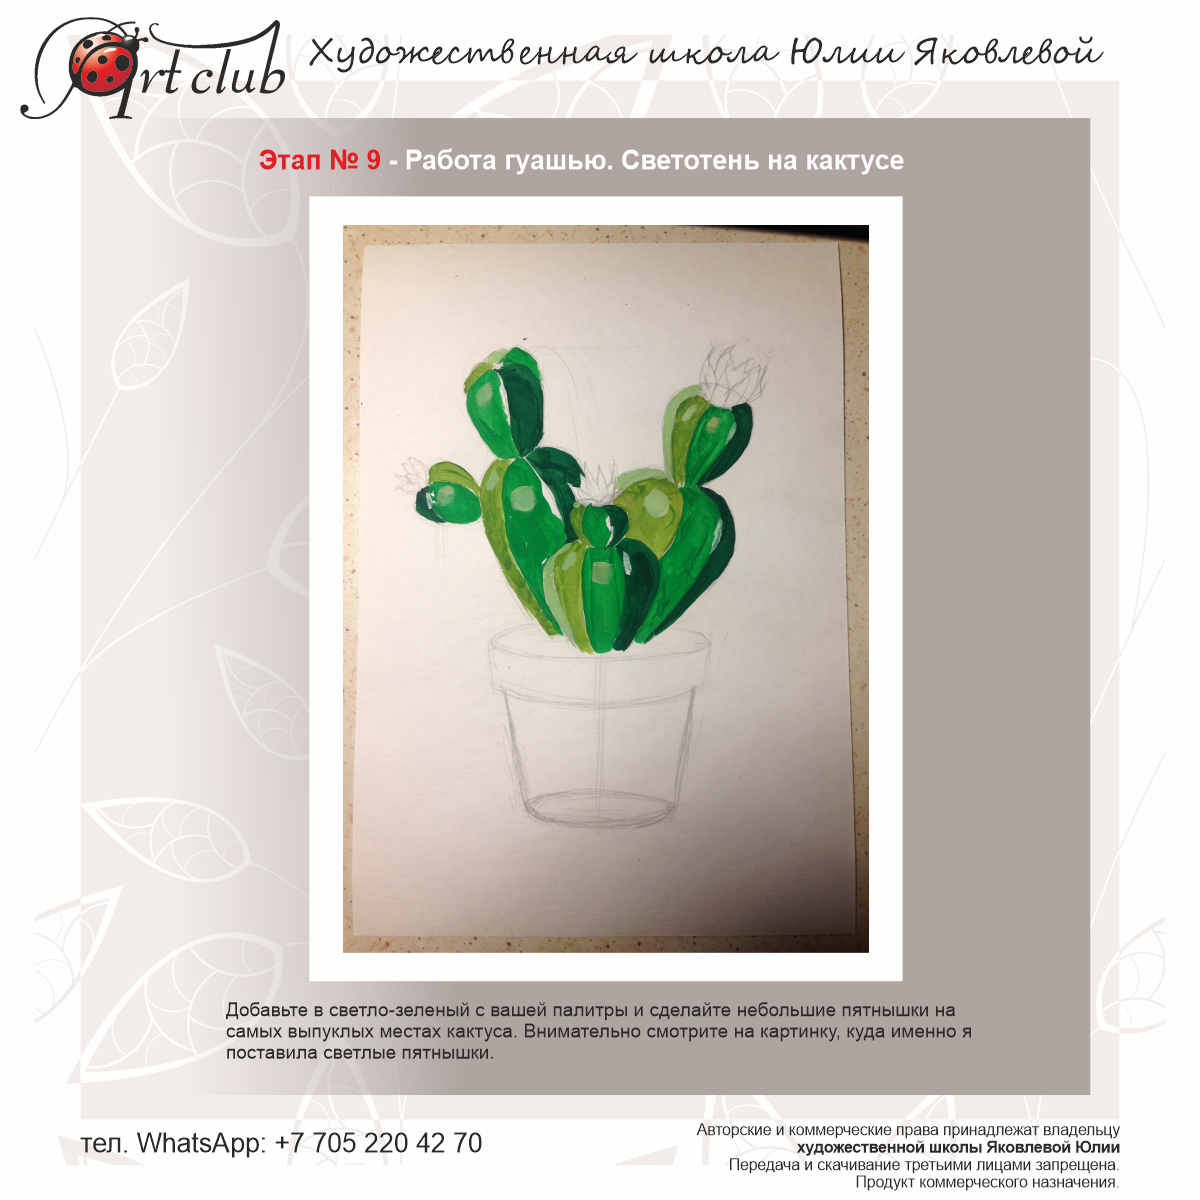 Art club
Художественная школа Юлии Яковлевой
Этап № 9 - Работа гуашью. Светотень на кактусе
Добавьте в светло-зеленый с вашей палитры и сделайте небольшие пятнышки на
самых выпуклых местах кактуса. Внимательно смотрите на картинку, куда именно я
поставила светлые пятнышки.
тел. WhatsApp: +7 705 220 42 70
Авторские и коммерческие права принадлежат владельцу
художественной школы Яковлевой Юлии
Передача и скачивание третьими лицами запрещена.
Продукт коммерческого назначения.